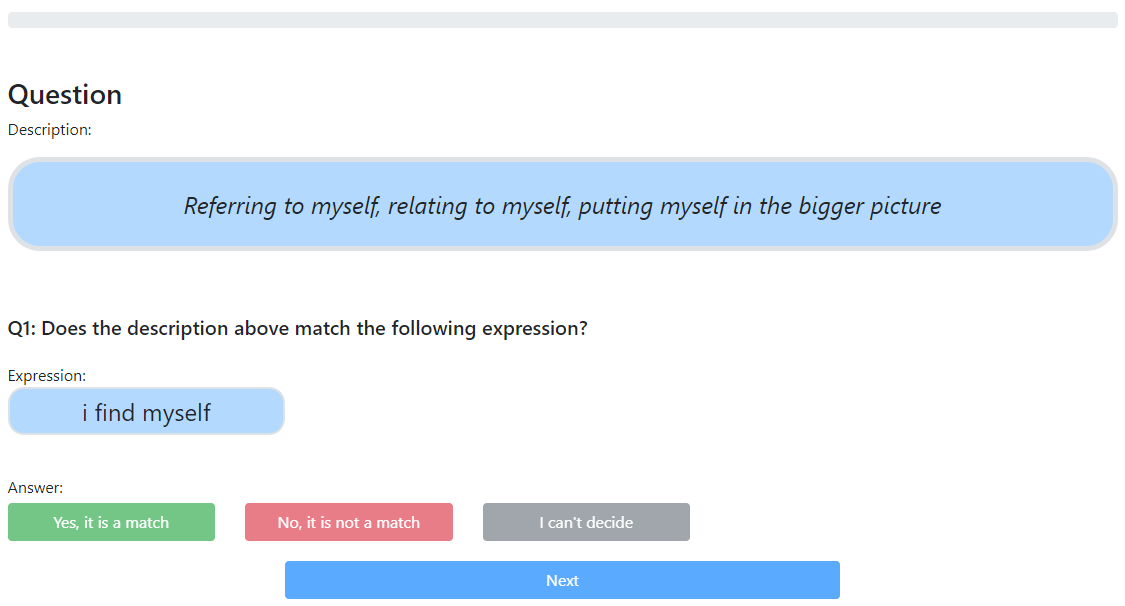 Question
Description:
Referring to myself, relating to myself, putting myself in the bigger picture
Q1: Does the description above match the following expression?
Expression:
i find myself
Answer:
Yes, it is a match
No, it is not a match
I can't decide
Next